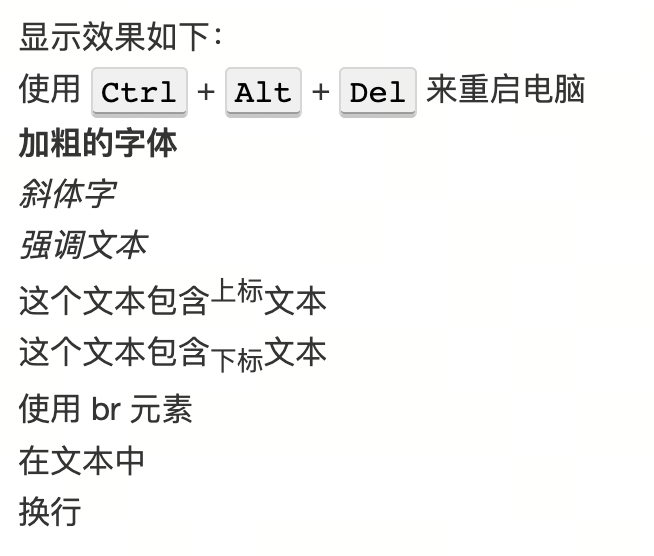 显示效果如下：
使用 Ctrl + Alt + Del 来重启电脑
加粗的字体
斜体字
强调文本
这个文本包含上标文本
这个文本包含下标文本
使用 br 元素
在文本中
换行